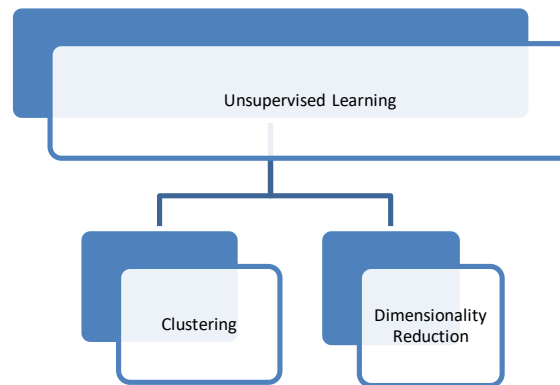 Unsupervised Learning
Clustering
Dimensionality
Reduction